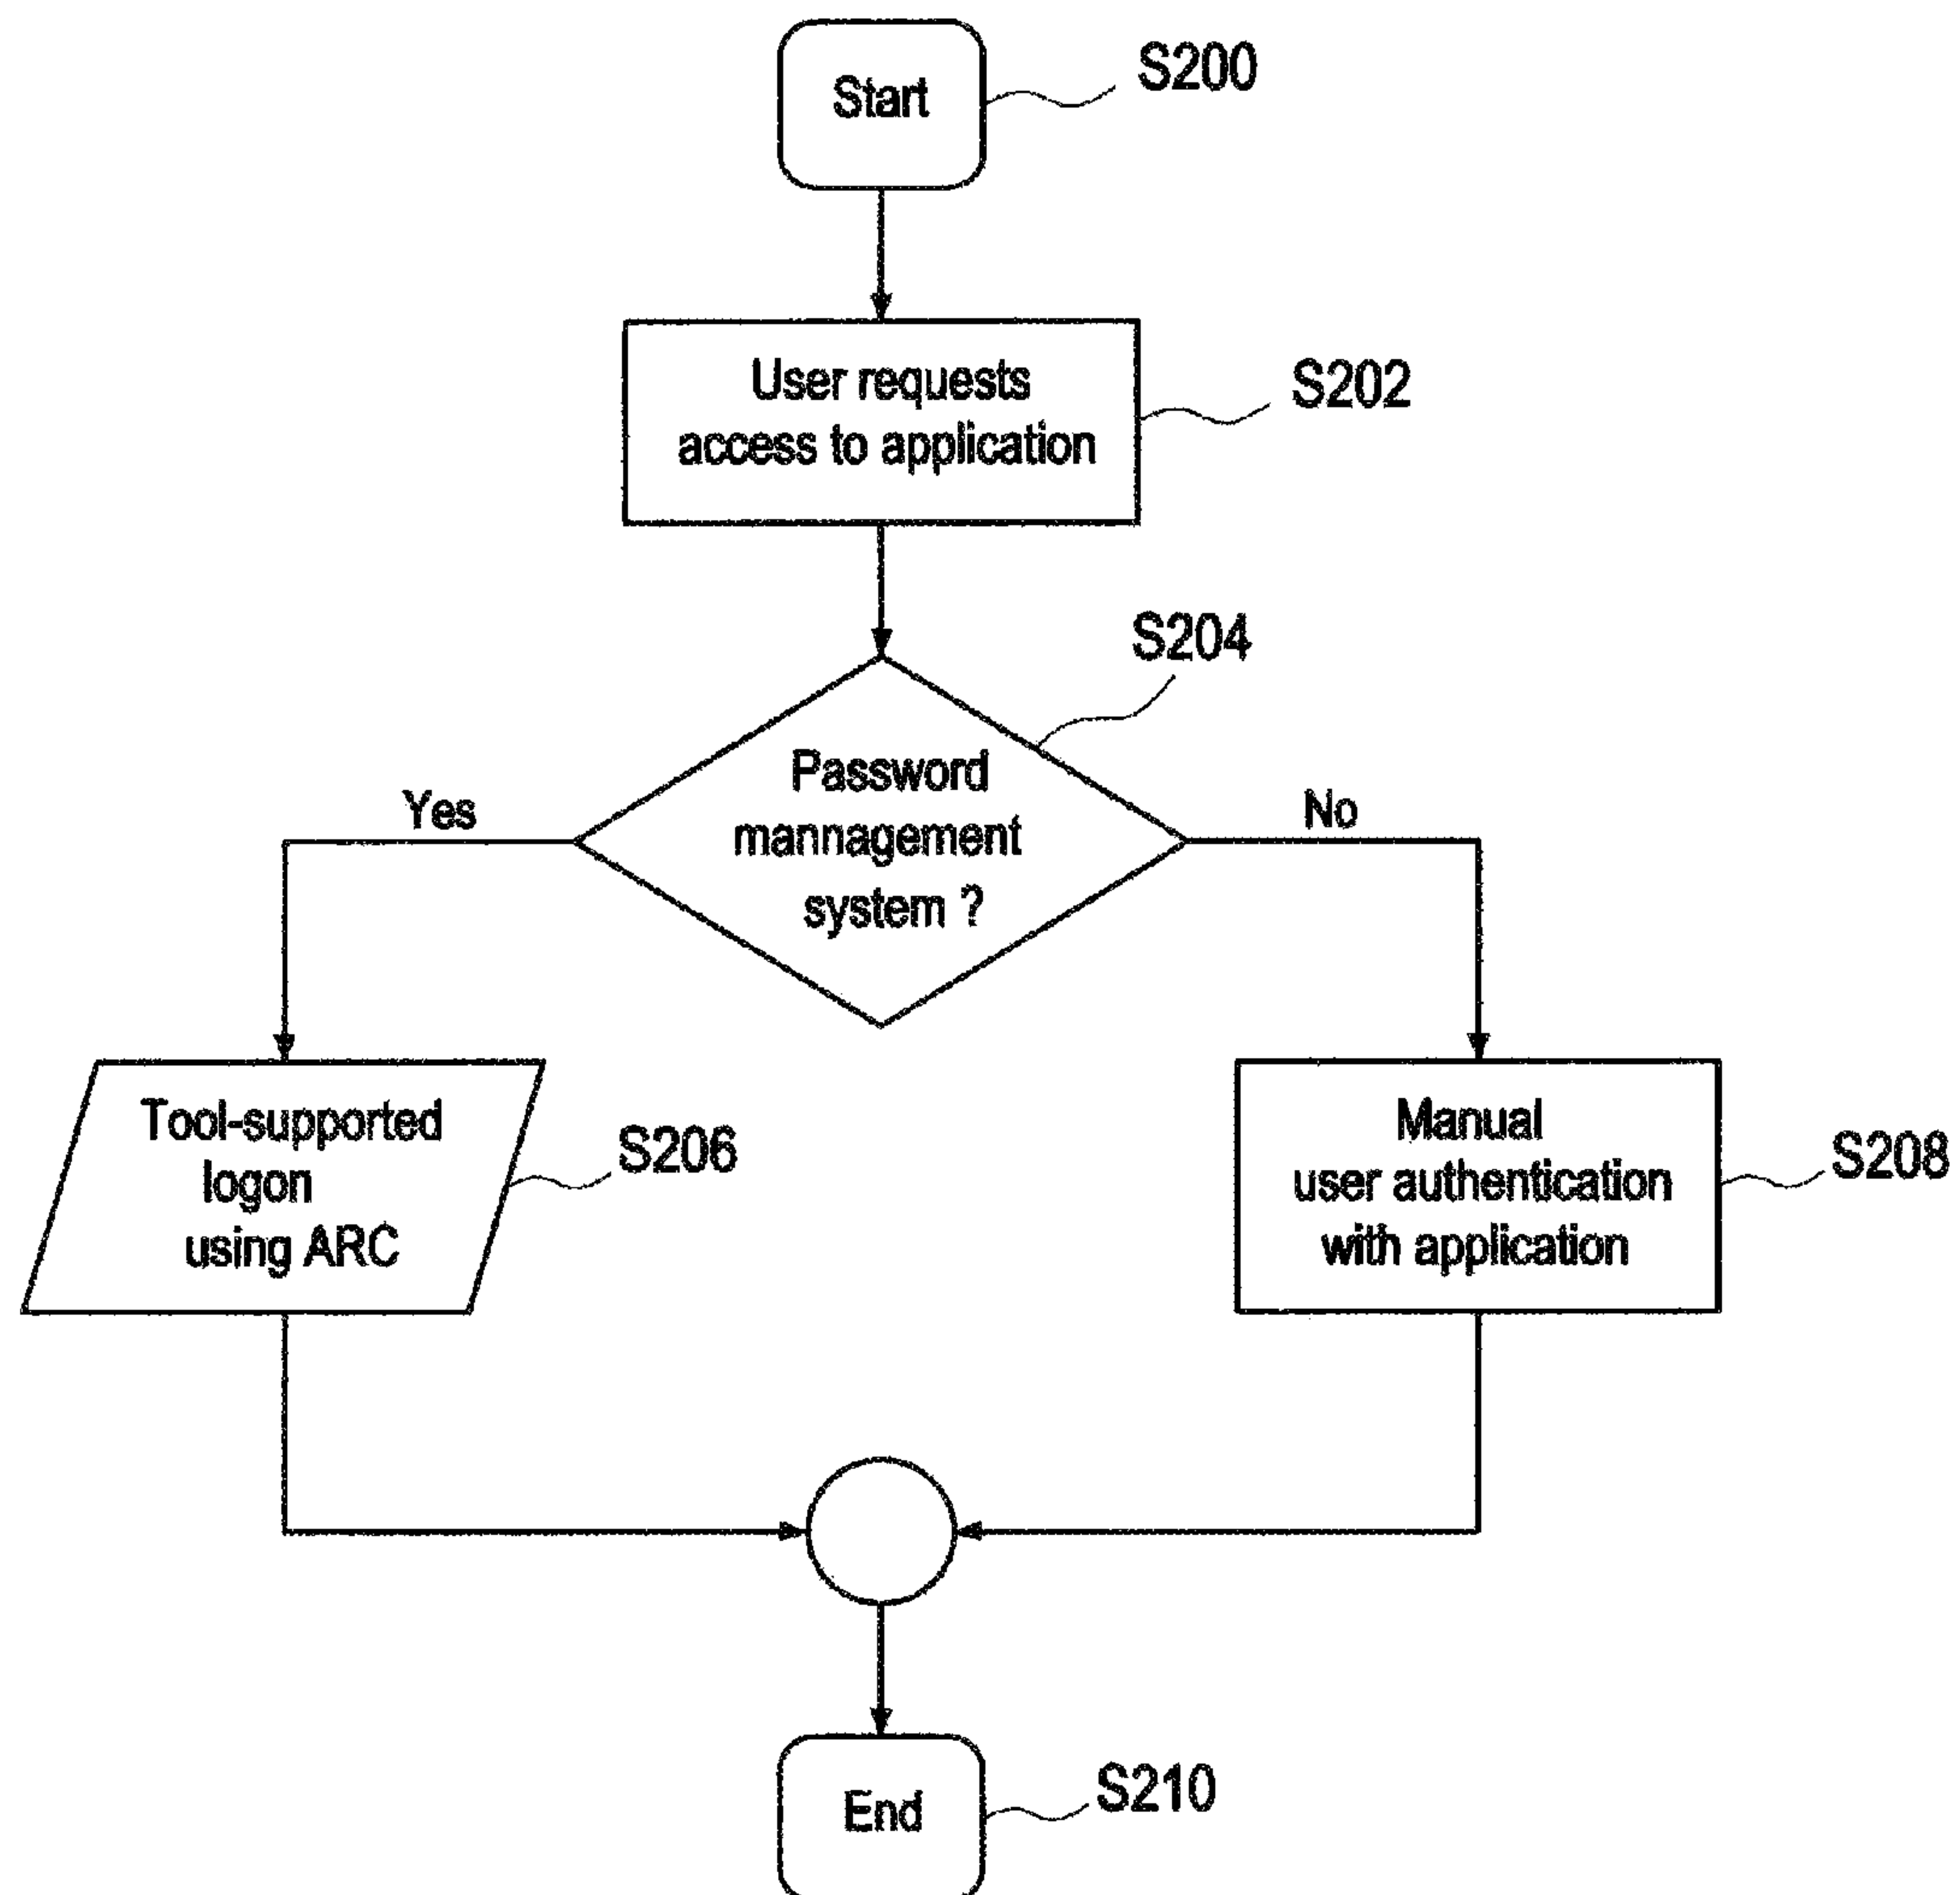 Start
S200
User requests
access to application
S202
S204
Password
mannagement
system ?
Yes
No
Tool-supported
logon
using ARC
S206
Manual
user authentication
with application
S208
End
S210